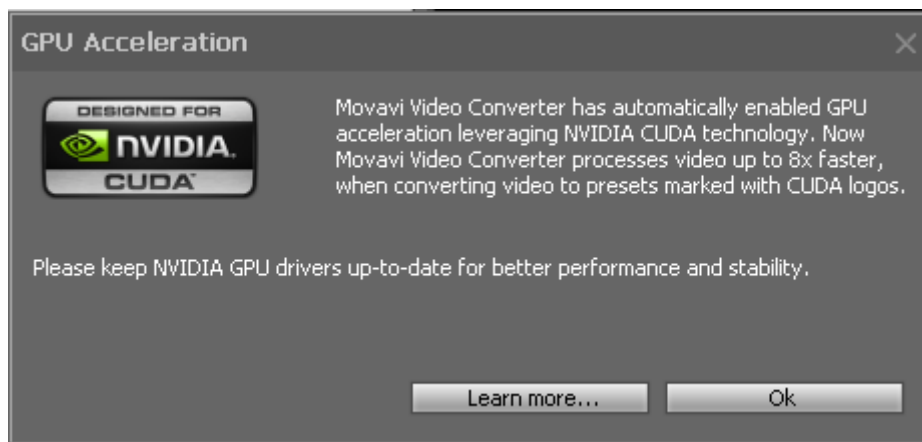 GPU Acceleration
DESIGNED FOR
NVIDIA.
CUDA™
Movavi Video Converter has automatically enabled GPU
acceleration leveraging NVIDIA CUDA technology. Now
Movavi Video Converter processes video up to 8x faster,
when converting video to presets marked with CUDA logos.
Please keep NVIDIA GPU drivers up-to-date for better performance and stability.
Learn more...
Ok